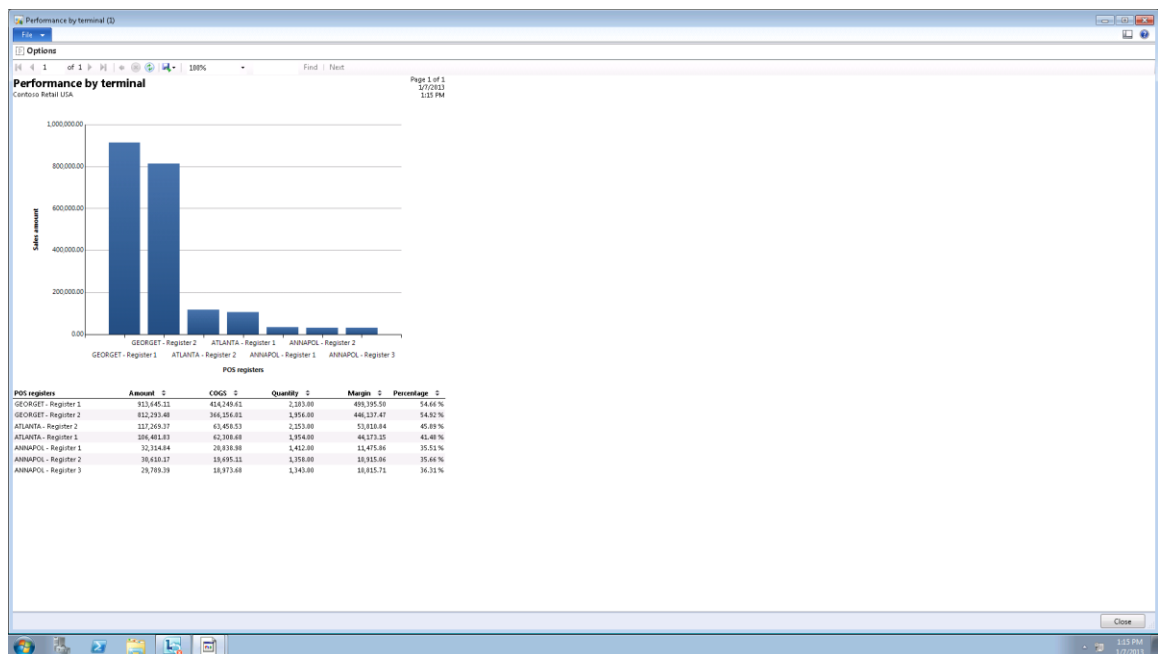 Performance by terminal (1)
File
Options
1 of 1 100% Find | Next
Performance by terminal
Contoso Retail USA
Page 1 of 1
1/7/2013
1:15 PM
1,000,000.00
800,000.00
600,000.00
400,000.00
200,000.00
0.00
Sales amount
GEORGET - Register 2 ATLANTA - Register 1 ANNAPOL - Register 2
GEORGET - Register 1 ATLANTA - Register 2 ANNAPOL - Register 1 ANNAPOL - Register 3
POS registers
POS registers Amount COGS Quantity Margin Percentage
GEORGET - Register 1 913,645.11 414,249.61 2,103.00 499,395.50 54.66 %
GEORGET - Register 2 812,293.48 366,156.01 1,956.00 446,137.47 54.92 %
ATLANTA - Register 2 117,269.37 63,458.53 2,153.00 53,810.84 45.89 %
ATLANTA - Register 1 106,481.83 62,308.68 1,954.00 44,173.15 41.48 %
ANNAPOL - Register 1 32,314.84 20,838.98 1,412.00 11,475.86 35.51 %
ANNAPOL - Register 2 30,610.17 19,695.11 1,358.00 10,915.06 35.66 %
ANNAPOL - Register 3 29,789.39 18,973.68 1,343.00 10,815.71 36.31 %
Close
1:15 PM
1/7/2013